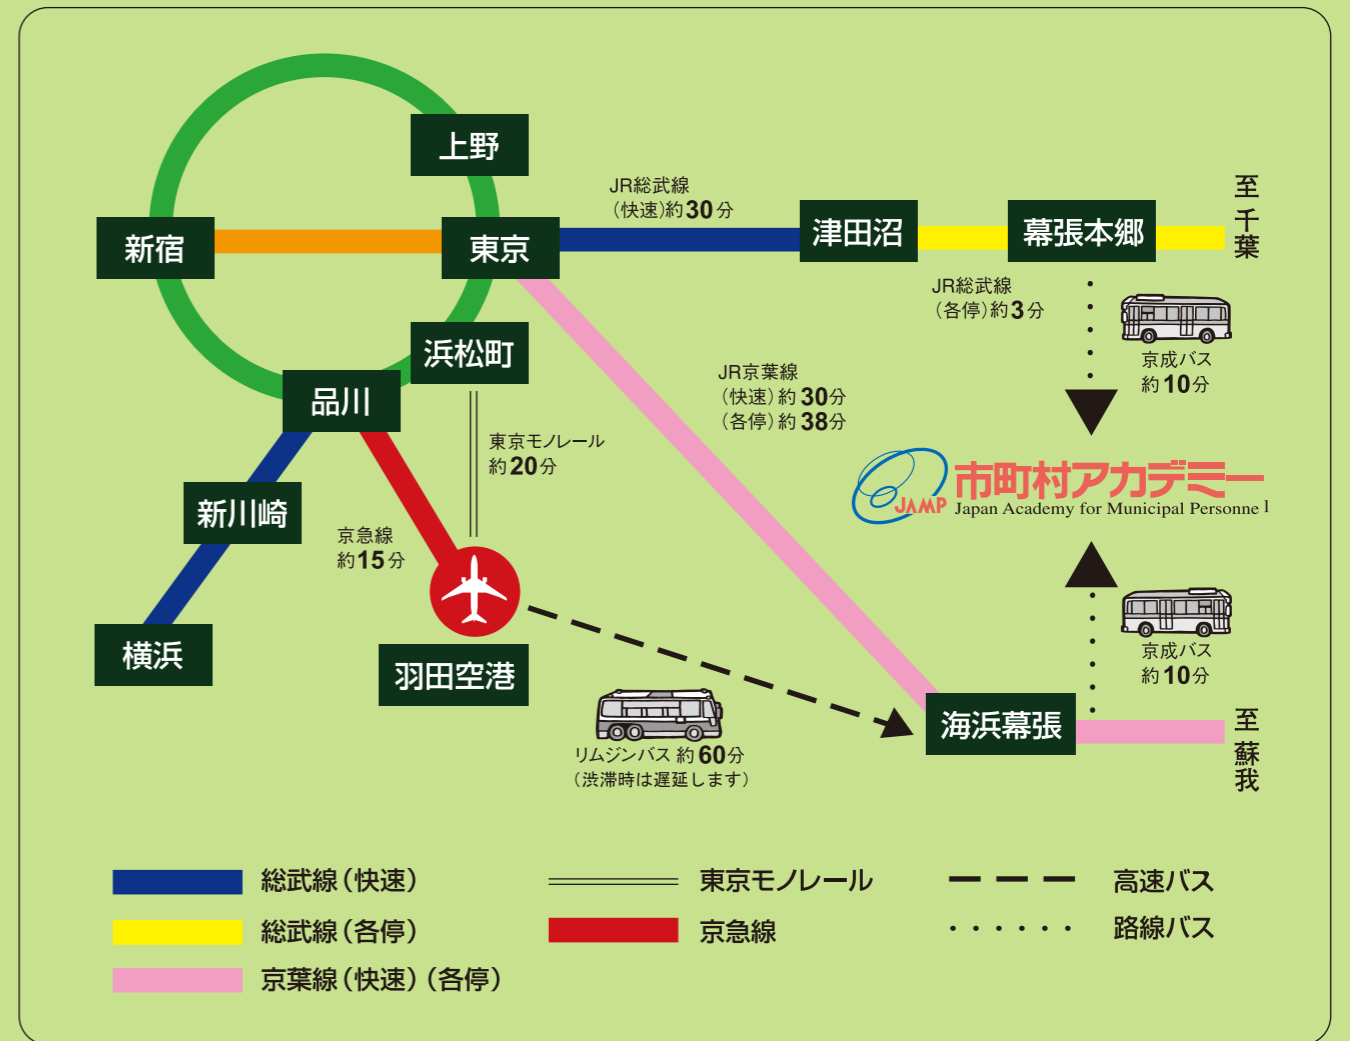 上野
新宿
東京
JR総武線
（快速）約30分
津田沼
幕張本郷
至千葉
JR総武線
（各停）約3分
京成バス
約10分
浜松町
品川
JR京葉線
（快速）約30分
（各停）約38分
東京モノレール
約20分
JAMP
市町村アカデミー
Japan Academy for Municipal Personnel
新川崎
京急線
約15分
横浜
羽田空港
京成バス
約10分
海浜幕張
至蘇我
リムジンバス 約60分
（渋滞時は遅延します）
総武線（快速）
東京モノレール
高速バス
総武線（各停）
京急線
路線バス
京葉線（快速）（各停）